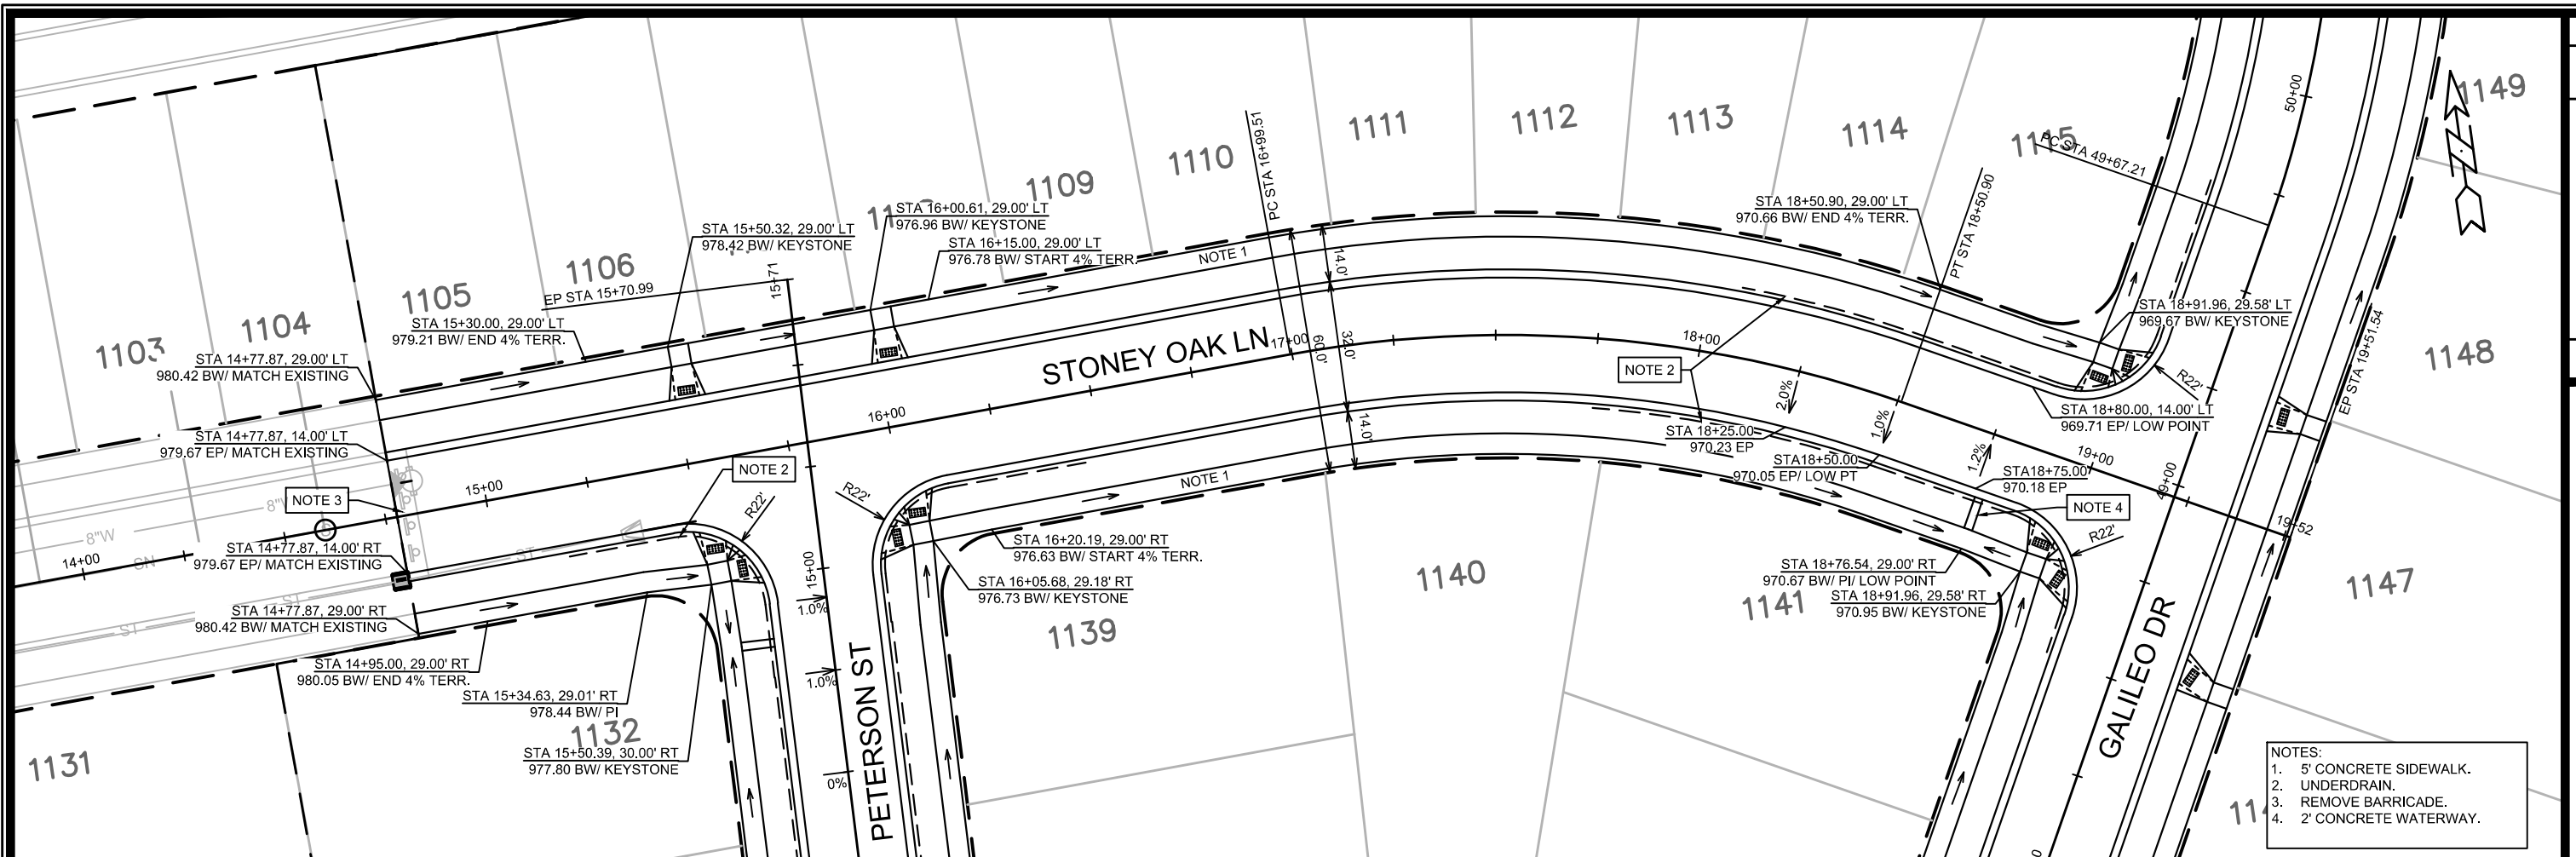 1103
1104
1105
1106
1109
1110
1111
1112
1113
1114
1115
1149
1148
1147
1141
1140
1139
1132
1131
STA 14+77.87, 29.00' LT
980.42 BW/ MATCH EXISTING
STA 14+77.87, 14.00' LT
979.67 EP/ MATCH EXISTING
NOTE 3
8"W
14+00
SN
STA 14+77.87, 14.00' RT
979.67 EP/ MATCH EXISTING
ST
ST
ST
STA 14+77.87, 29.00' RT
980.42 BW/ MATCH EXISTING
STA 14+95.00, 29.00' RT
980.05 BW/ END 4% TERR.
STA 15+34.63, 29.01' RT
978.44 BW/ PI
STA 15+50.39, 30.00' RT
977.80 BW/ KEYSTONE
STA 15+30.00, 29.00' LT
979.21 BW/ END 4% TERR.
EP STA 15+70.99
15+71
STA 15+50.32, 29.00' LT
978.42 BW/ KEYSTONE
STA 16+00.61, 29.00' LT
976.96 BW/ KEYSTONE
STA 16+15.00, 29.00' LT
976.78 BW/ START 4% TERR.
15+00
16+00
17+00
18+00
19+00
19+52
NOTE 2
R22'
15+00
1.0%
1.0%
0%
PETERSON ST
R22'
STONEY OAK LN
NOTE 1
NOTE 1
PC STA 16+99.51
14.0'
32.0'
60.0'
14.0'
STA 16+20.19, 29.00' RT
976.63 BW/ START 4% TERR.
STA 16+05.68, 29.18' RT
976.73 BW/ KEYSTONE
NOTE 2
STA 18+25.00
970.23 EP
STA18+50.00
970.05 EP/ LOW PT
2.0%
1.0%
1.2%
STA 18+50.90, 29.00' LT
970.66 BW/ END 4% TERR.
PT STA 18+50.90
PC STA 49+67.21
50+00
STA 18+91.96, 29.58' LT
969.67 BW/ KEYSTONE
R22'
STA 18+80.00, 14.00' LT
969.71 EP/ LOW POINT
EP STA 19+51.54
STA18+75.00
970.18 EP
NOTE 4
49+00
R22'
STA 18+76.54, 29.00' RT
970.67 BW/ PI/ LOW POINT
STA 18+91.96, 29.58' RT
970.95 BW/ KEYSTONE
GALILEO DR
NOTES:
1. 5' CONCRETE SIDEWALK.
2. UNDERDRAIN.
3. REMOVE BARRICADE.
4. 2' CONCRETE WATERWAY.